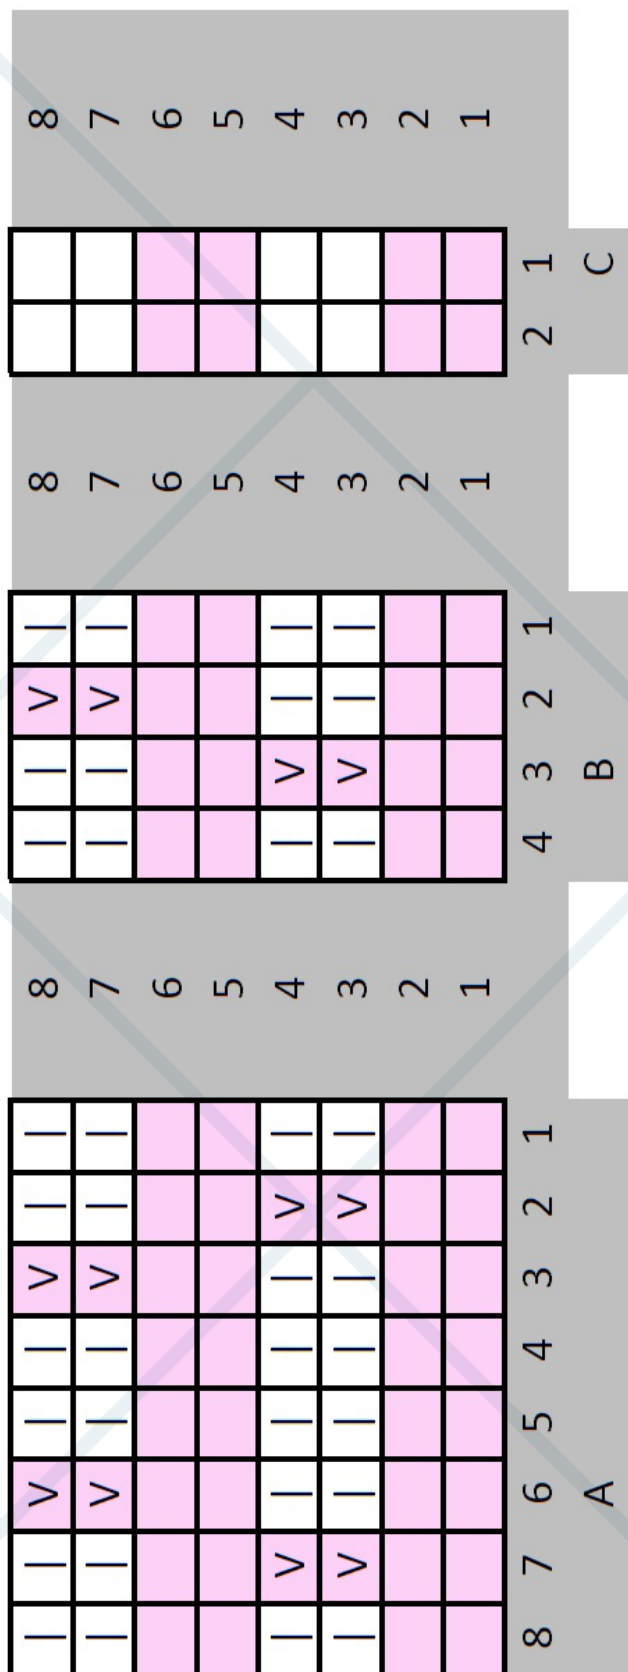 | | V | | V | | 8 | | V | 8 8
| | V | | V | | 7 | | V | 7 7
6 6 6
5 5 5
| V | | | | V | 4 | V | | 4 4
| V | | | | V | 3 | V | | 3 3
2 2 2
1 1 1
8 7 6 5 4 3 2 1 4 3 2 1 2 1
A B C